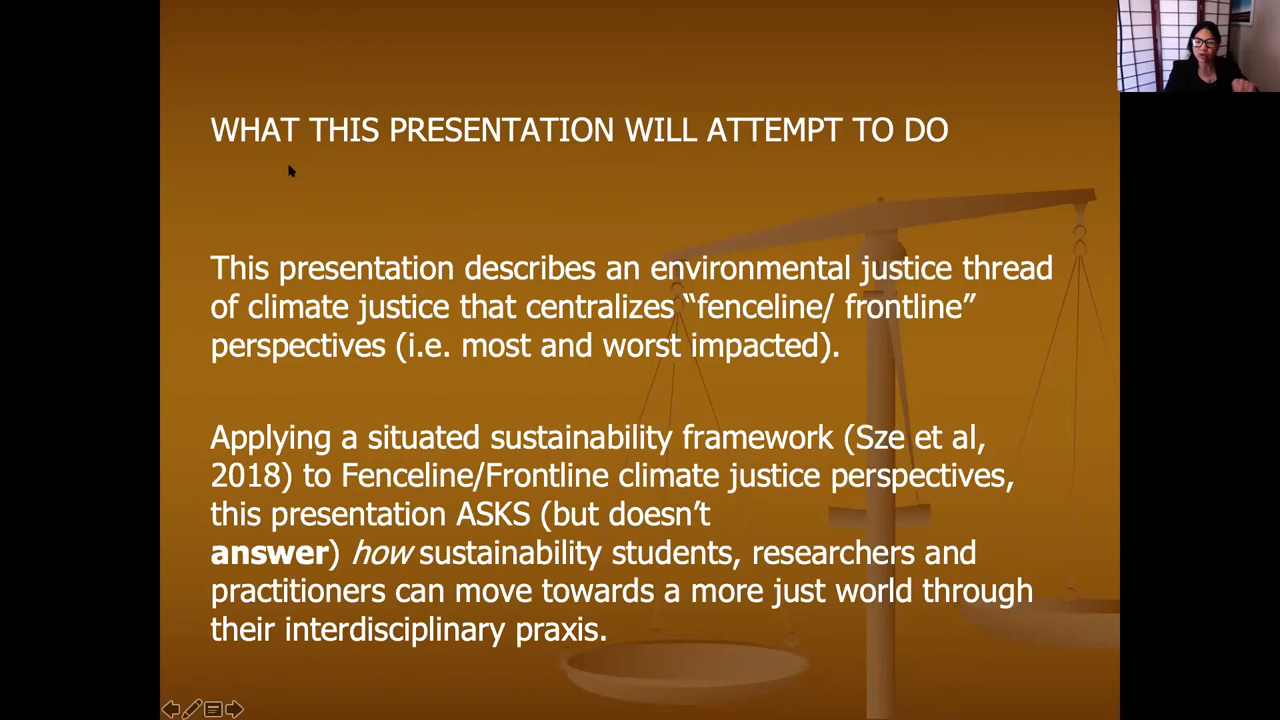 WHAT THIS PRESENTATION WILL ATTEMPT TO DO
This presentation describes an environmental justice thread
of climate justice that centralizes “fenceline/ frontline”
perspectives (i.e. most and worst impacted).
Applying a situated sustainability framework (Sze et al,
2018) to Fenceline/Frontline climate justice perspectives,
this presentation ASKS (but doesn’t
answer) how sustainability students, researchers and
practitioners can move towards a more just world through
their interdisciplinary praxis.